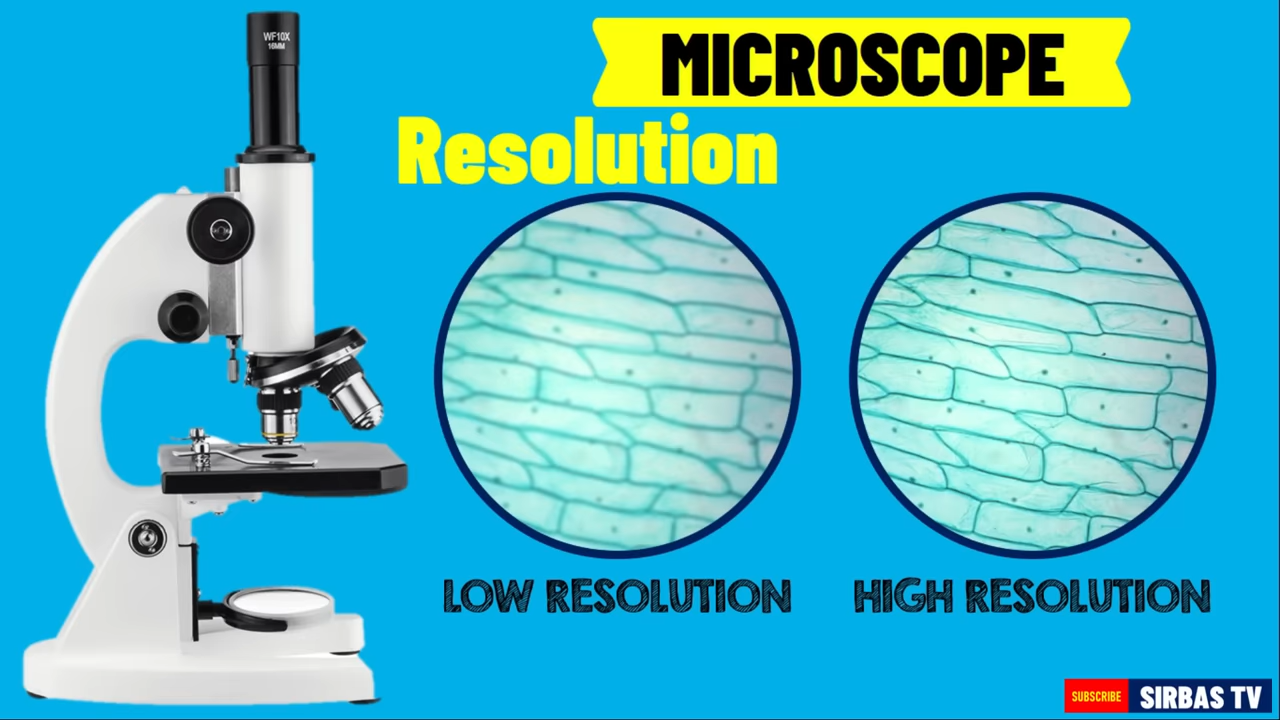 WF10X
16MM
MICROSCOPE
Resolution
LOW RESOLUTION
HIGH RESOLUTION
SUBSCRIBE
SIRBAS TV